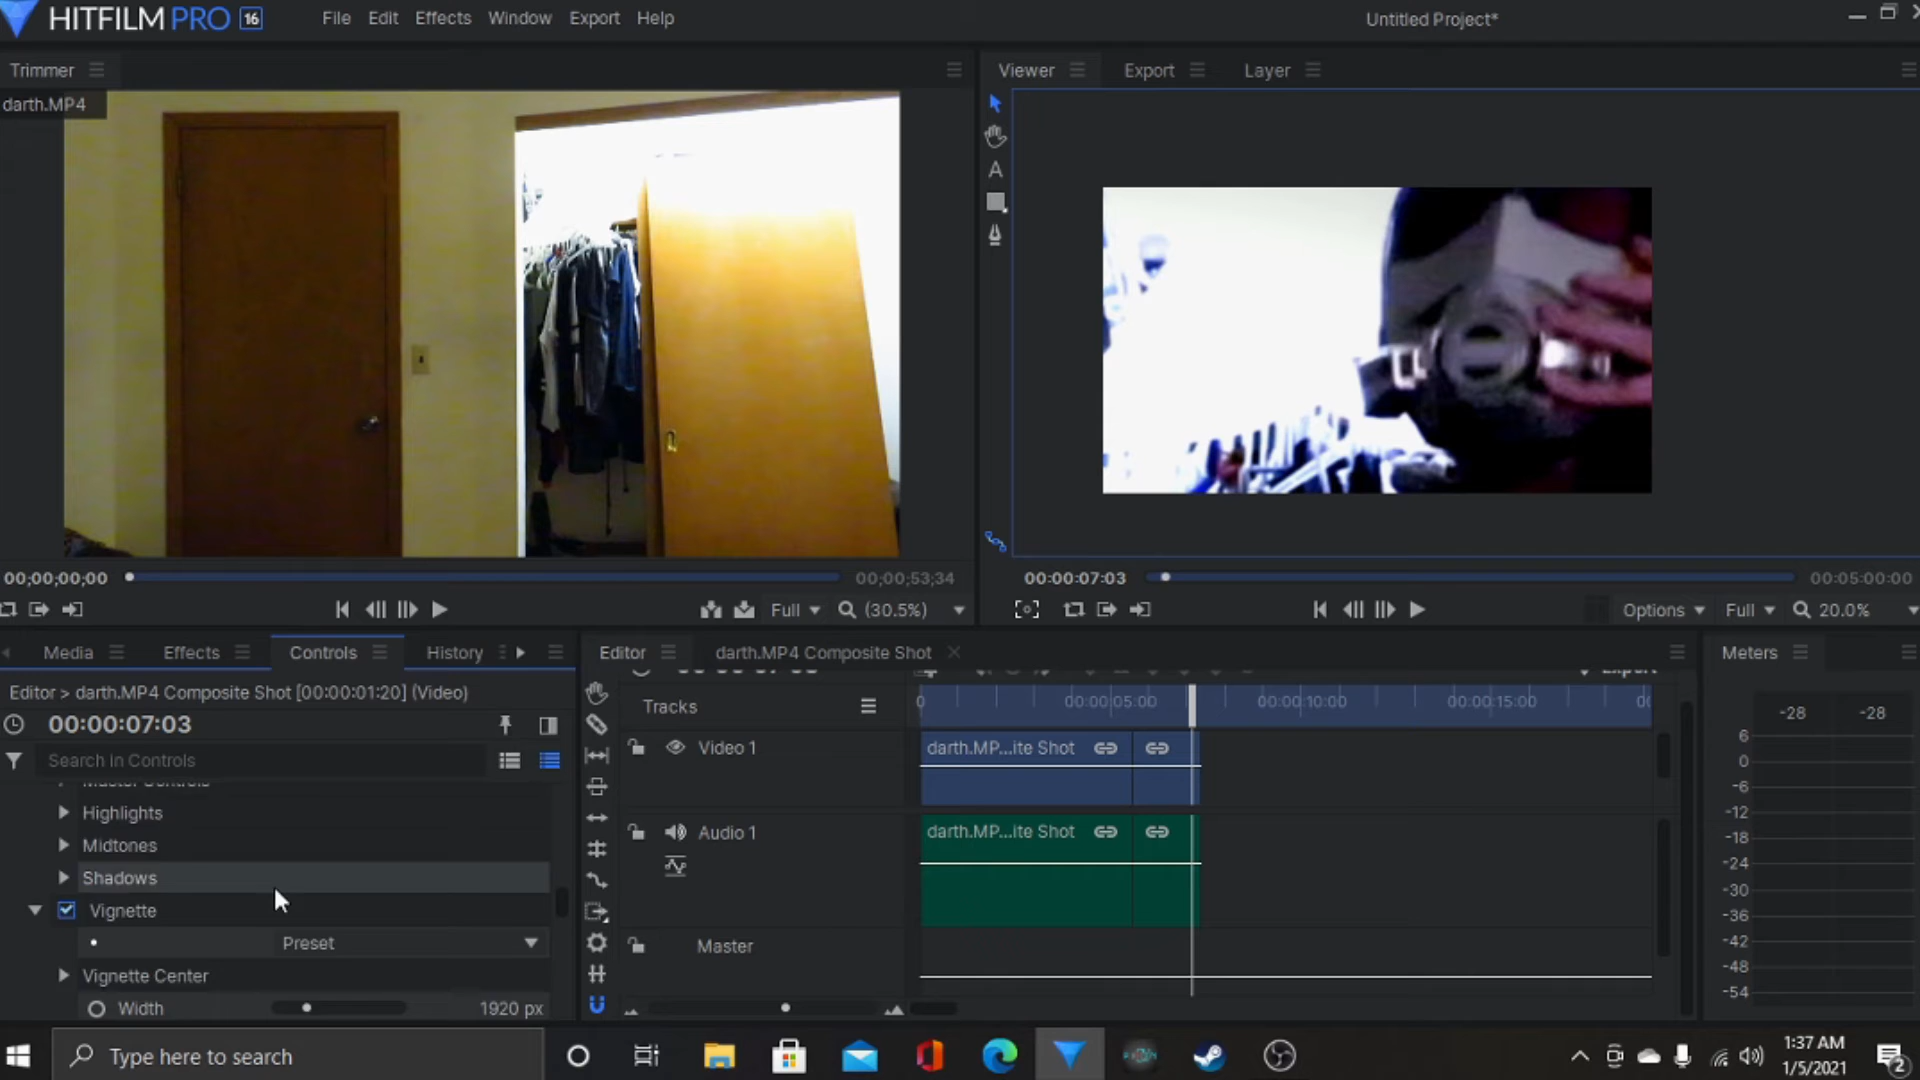 HITFILM PRO 16
File Edit Effects Window Export Help
Untitled Project*
Trimmer
Viewer Export Layer
darth.MP4
00;00;00;00
00;00;53;34
Full (30.5%)
00:00:07:03
00:05:00:00
Options Full 20.0%
Media Effects Controls History
Editor darth.MP4 Composite Shot
Meters
Editor > darth.MP4 Composite Shot [00:00:01:20] (Video)
00:00:07:03
Search in Controls
Highlights
Midtones
Shadows
Vignette
Preset
Vignette Center
Width 1920 px
Export
Tracks
0 00:00:05:00 00:00:10:00 00:00:15:00
Video 1
darth.MP...ite Shot
Audio 1
darth.MP...ite Shot
Master
-28 -28
6
0
-6
-12
-18
-24
-30
-36
-42
-48
-54
Type here to search
1:37 AM
1/5/2021
2